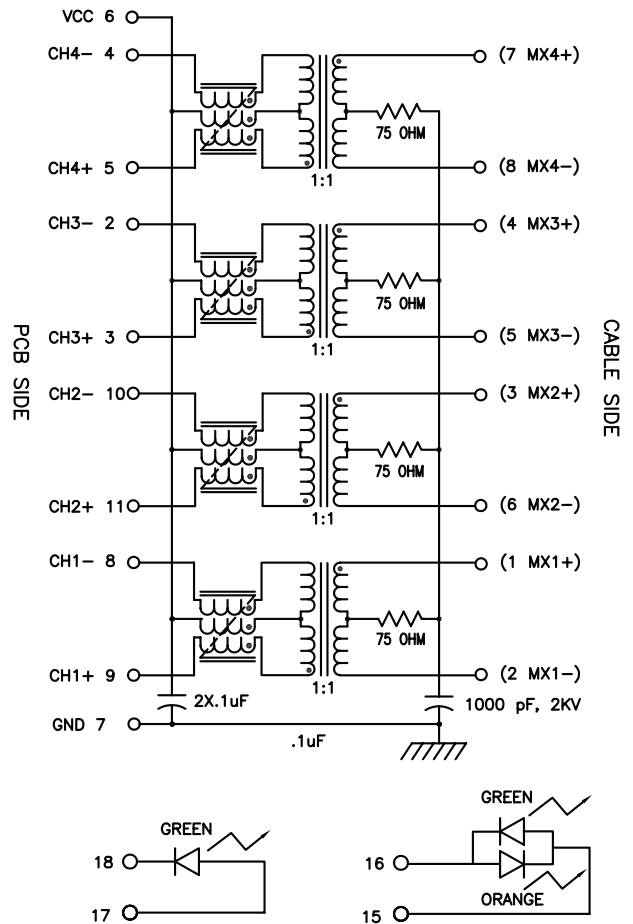 VCC 6
CH4- 4
(7 MX4+)
75 OHM
CH4+ 5
1:1
(8 MX4-)
CH3- 2
(4 MX3+)
75 OHM
CH3+ 3
1:1
(5 MX3-)
PCB SIDE
CABLE SIDE
CH2- 10
(3 MX2+)
75 OHM
CH2+ 11
1:1
(6 MX2-)
CH1- 8
(1 MX1+)
75 OHM
CH1+ 9
1:1
(2 MX1-)
2X.1uF
1000 pF, 2KV
GND 7
.1uF
GREEN
18
17
GREEN
16
ORANGE
15